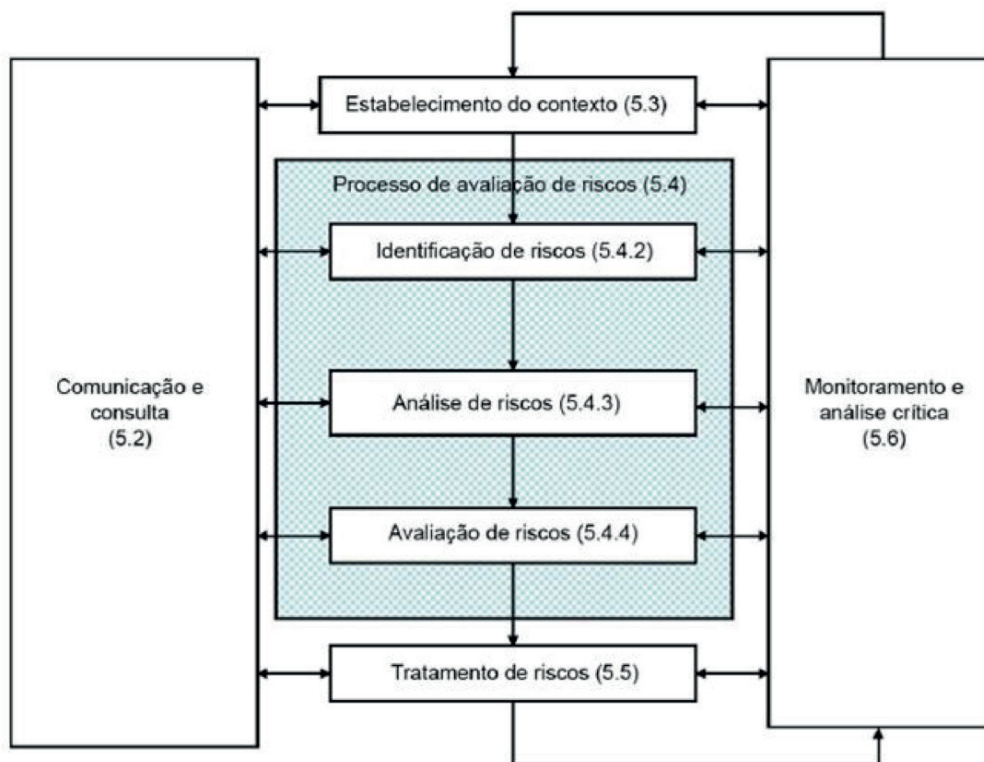 Estabelecimento do contexto (5.3)
Processo de avaliação de riscos (5.4)
Identificação de riscos (5.4.2)
Comunicação e
consulta
(5.2)
Análise de riscos (5.4.3)
Monitoramento e
análise crítica
(5.6)
Avaliação de riscos (5.4.4)
Tratamento de riscos (5.5)